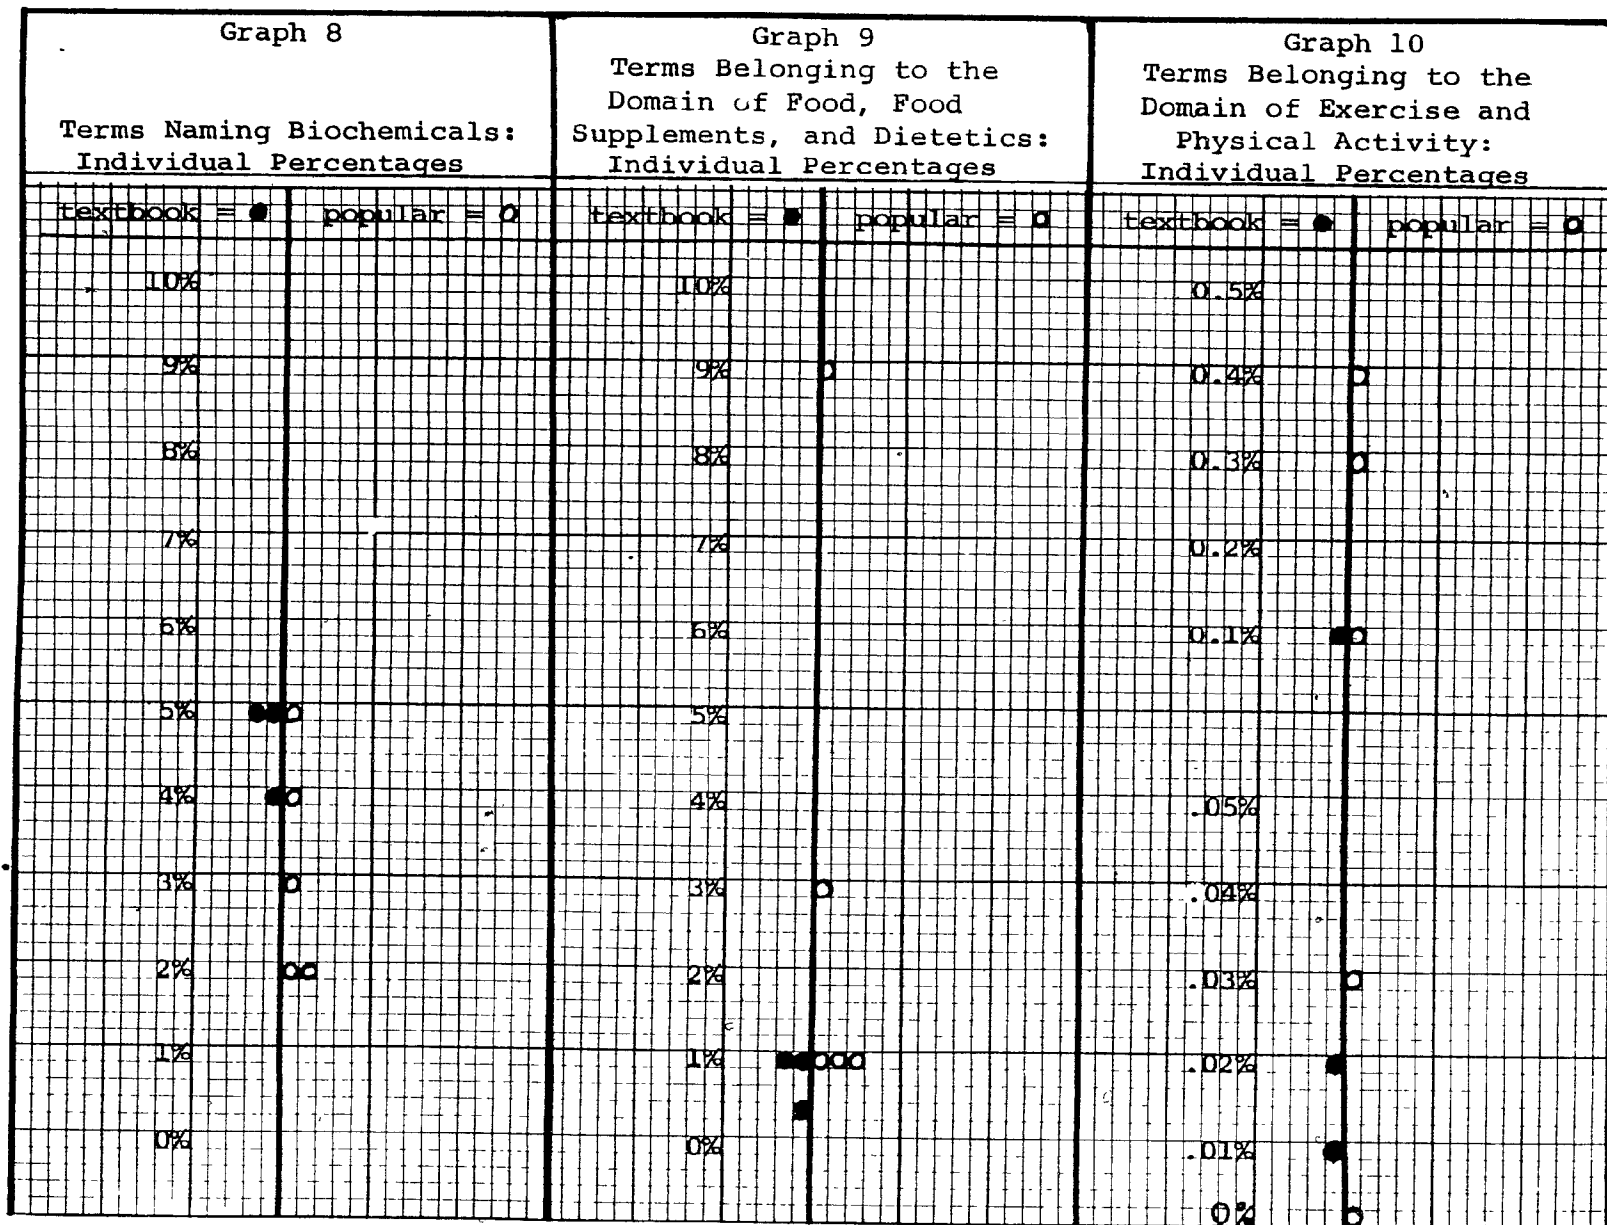 Graph 8
Terms Naming Biochemicals:
Individual Percentages
textbook = ● popular = O
10%
9%
8%
7%
6%
5%
4%
3%
2%
1%
0%
Graph 9
Terms Belonging to the
Domain of Food, Food
Supplements, and Dietetics:
Individual Percentages
textbook = ● popular = O
10%
9%
8%
7%
6%
5%
4%
3%
2%
1%
0%
Graph 10
Terms Belonging to the
Domain of Exercise and
Physical Activity:
Individual Percentages
textbook = ● popular = O
0.5%
0.4%
0.3%
0.2%
0.1%
.05%
.04%
.03%
.02%
.01%
0%